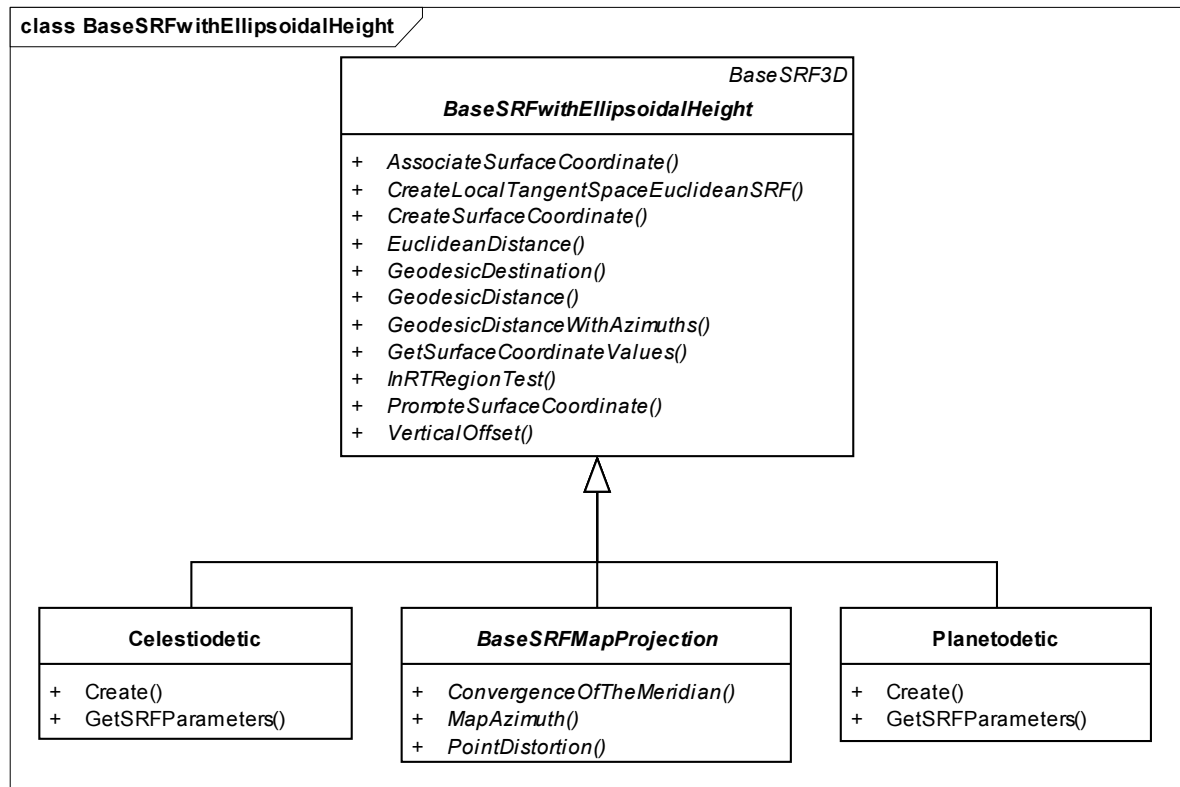 class BaseSRFwithEllipsoidalHeight
BaseSRF3D
BaseSRFwithEllipsoidalHeight
+ AssociateSurfaceCoordinate()
+ CreateLocalTangentSpaceEuclideanSRF()
+ CreateSurfaceCoordinate()
+ EuclideanDistance()
+ GeodesicDestination()
+ GeodesicDistance()
+ GeodesicDistanceWithAzimuths()
+ GetSurfaceCoordinateValues()
+ InRTRegionTest()
+ PromoteSurfaceCoordinate()
+ VerticalOffset()
Celestiodetic
+ Create()
+ GetSRFParameters()
BaseSRFMapProjection
+ ConvergenceOfTheMeridian()
+ MapAzimuth()
+ PointDistortion()
Planetodetic
+ Create()
+ GetSRFParameters()